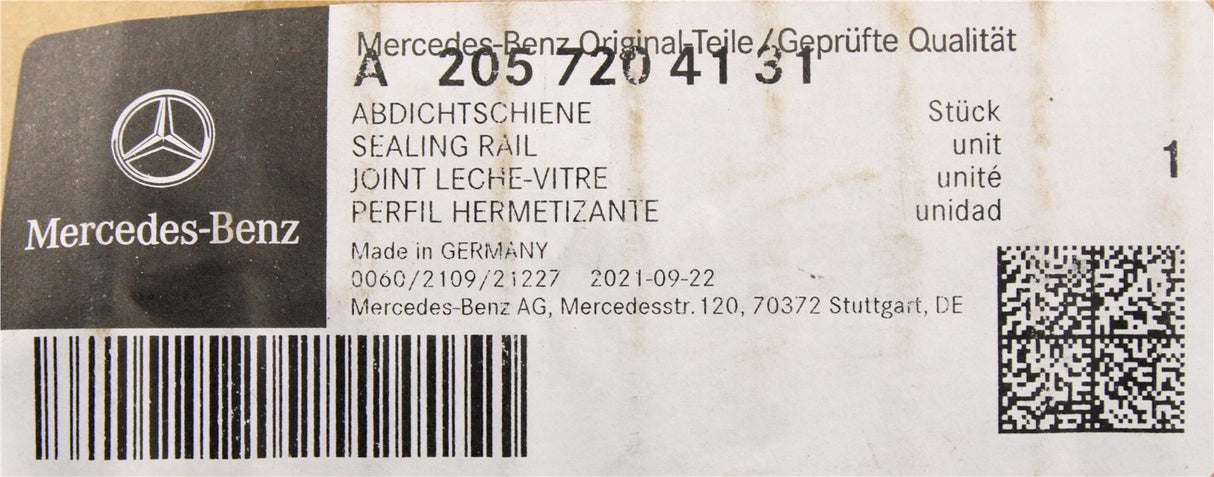 Mercedes-Benz
Mercedes-Benz Original-Teile/Geprüfte Qualität
A 205 720 41 31
ABDICHTSCHIENE Stück
SEALING RAIL unit
JOINT LECHE-VITRE unité
PERFIL HERMETIZANTE unidad
1
Made in GERMANY
0060/2109/21227 2021-09-22
Mercedes-Benz AG, Mercedesstr. 120, 70372 Stuttgart, DE